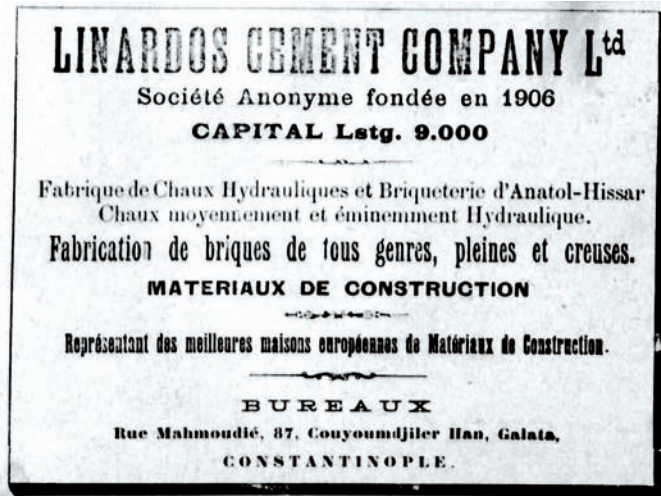 LINARDOS CEMENT COMPANY Ltd
Société Anonyme fondée en 1906
CAPITAL Lstg. 9.000
Fabrique de Chaux Hydrauliques et Briqueterie d'Anatol-Hissar
Chaux moyennement et éminemment Hydraulique.
Fabrication de briques de tous genres, pleines et creuses.
MATERIAUX DE CONSTRUCTION
Représentant des meilleures maisons européennes de Matériaux de Construction.
BUREAUX
Rue Mahmoudié, 87, Couyoumdjiler Han, Galata,
CONSTANTINOPLE.